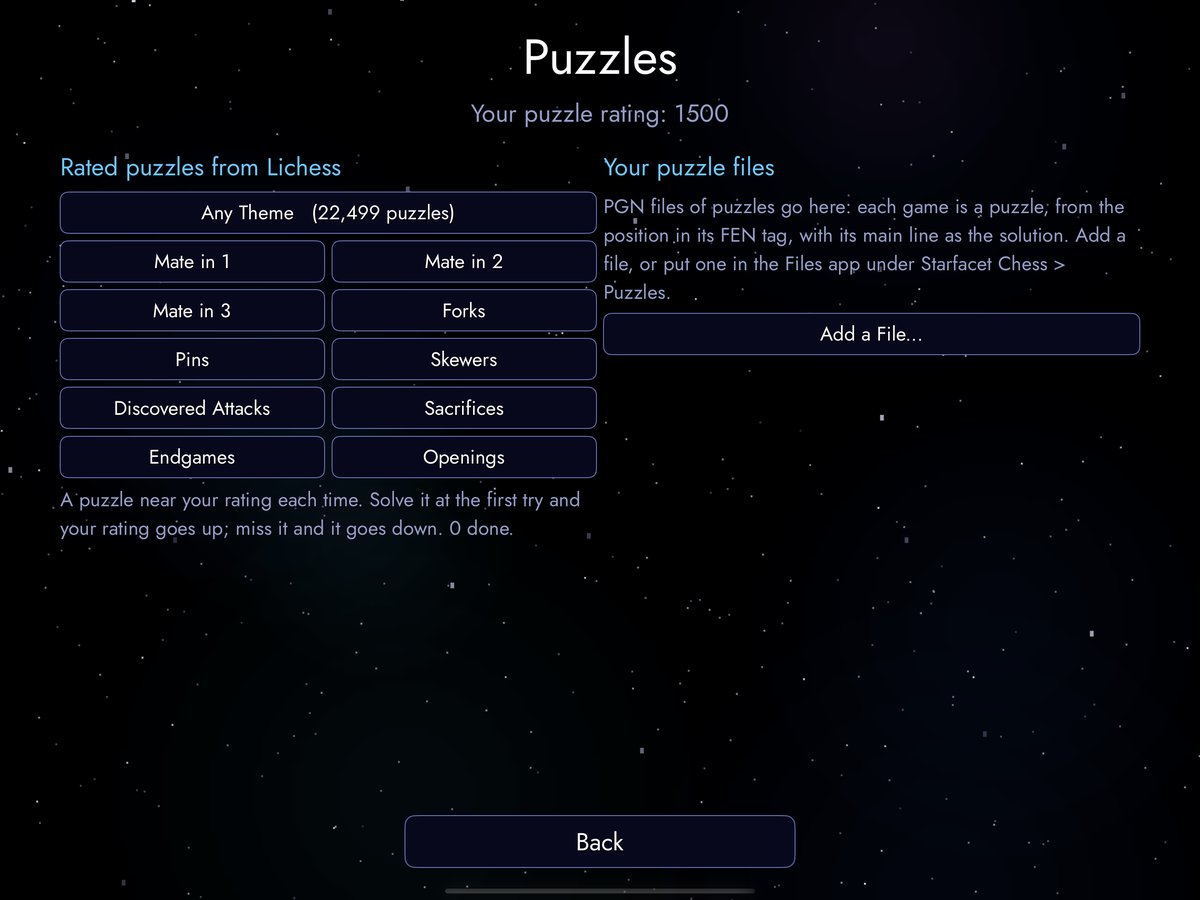 Puzzles
Your puzzle rating: 1500
Rated puzzles from Lichess
Any Theme (22,499 puzzles)
Mate in 1
Mate in 2
Mate in 3
Forks
Pins
Skewers
Discovered Attacks
Sacrifices
Endgames
Openings
A puzzle near your rating each time. Solve it at the first try and
your rating goes up; miss it and it goes down. 0 done.
Your puzzle files
PGN files of puzzles go here: each game is a puzzle, from the
position in its FEN tag, with its main line as the solution. Add a
file, or put one in the Files app under Starfacet Chess >
Puzzles.
Add a File...
Back